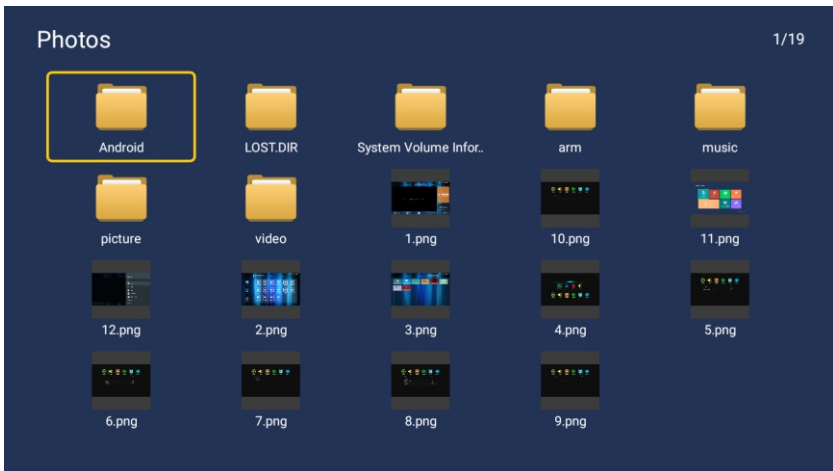 Photos 1/19
Android LOST.DIR System Volume Infor.. arm music
picture video 1.png 10.png 11.png
12.png 2.png 3.png 4.png 5.png
6.png 7.png 8.png 9.png